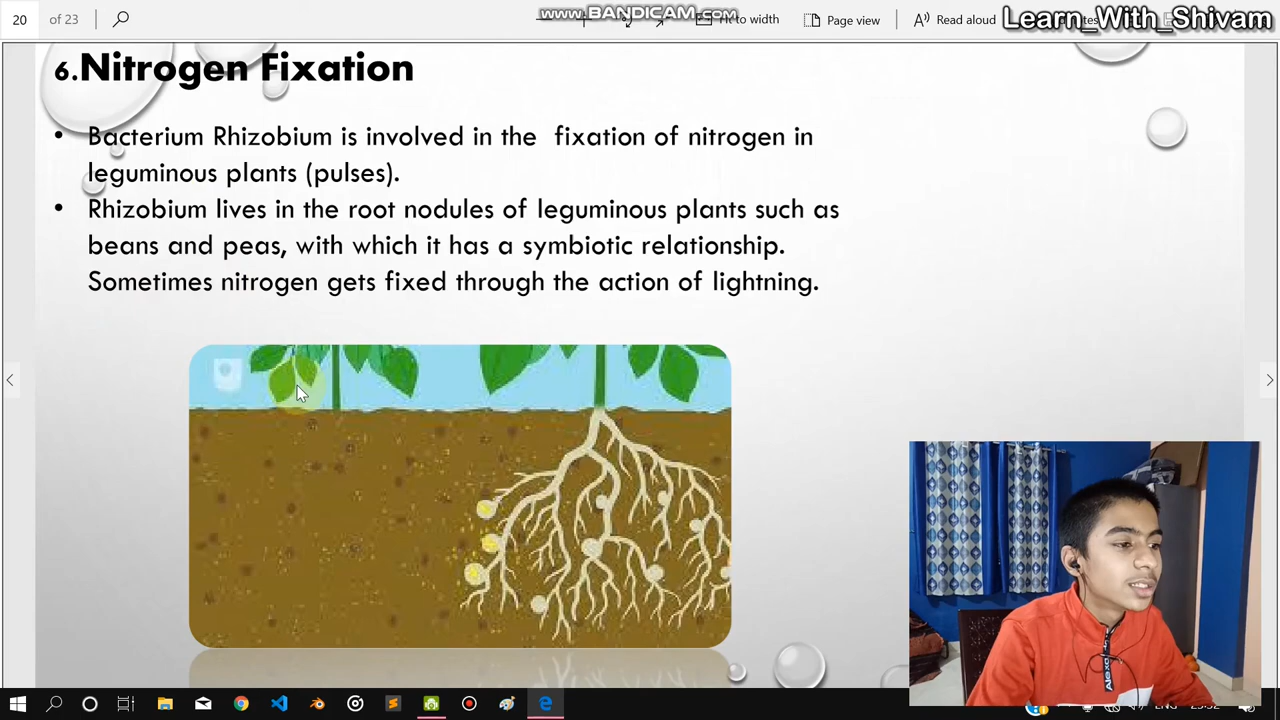 20 of 23
www.BANDICAM.com
Fit to width
Page view
Read aloud
Learn_With_Shivam
6.Nitrogen Fixation
• Bacterium Rhizobium is involved in the fixation of nitrogen in
leguminous plants (pulses).
• Rhizobium lives in the root nodules of leguminous plants such as
beans and peas, with which it has a symbiotic relationship.
Sometimes nitrogen gets fixed through the action of lightning.